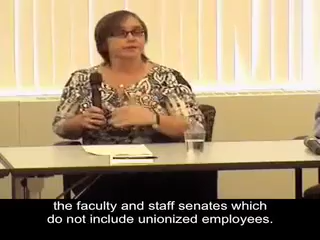 the faculty and staff senates which
do not include unionized employees.